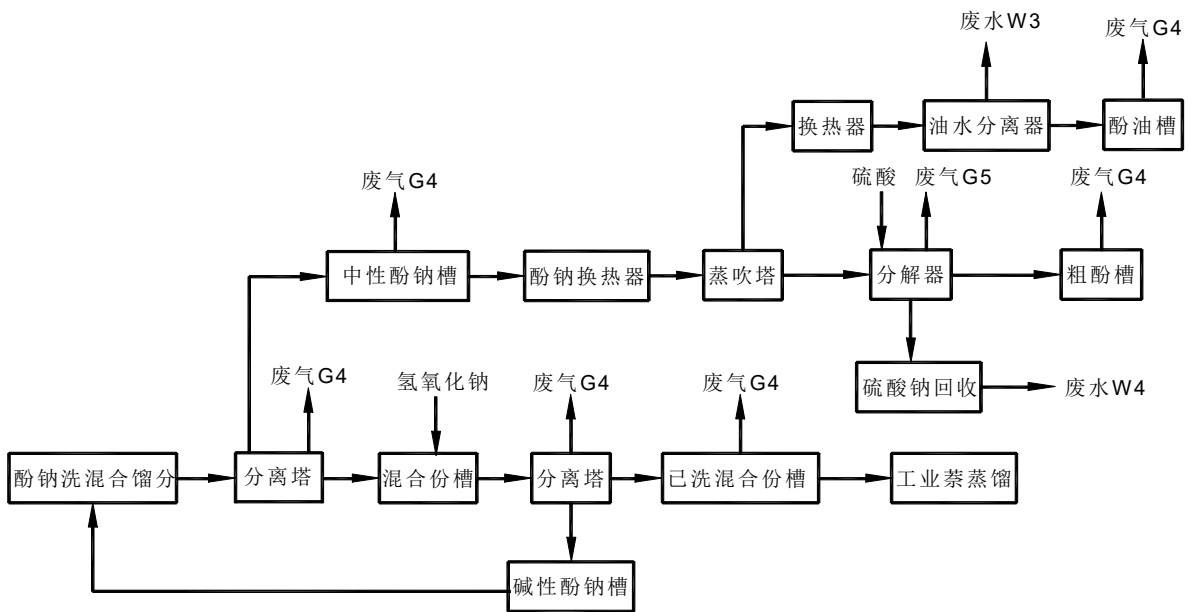 废水W3
废气G4
换热器
油水分离器
酚油槽
废气G4
硫酸
废气G5
废气G4
中性酚钠槽
酚钠换热器
蒸吹塔
分解器
粗酚槽
废气G4
氢氧化钠
废气G4
废气G4
硫酸钠回收
废水W4
酚钠洗混合馏分
分离塔
混合份槽
分离塔
已洗混合份槽
工业萘蒸馏
碱性酚钠槽